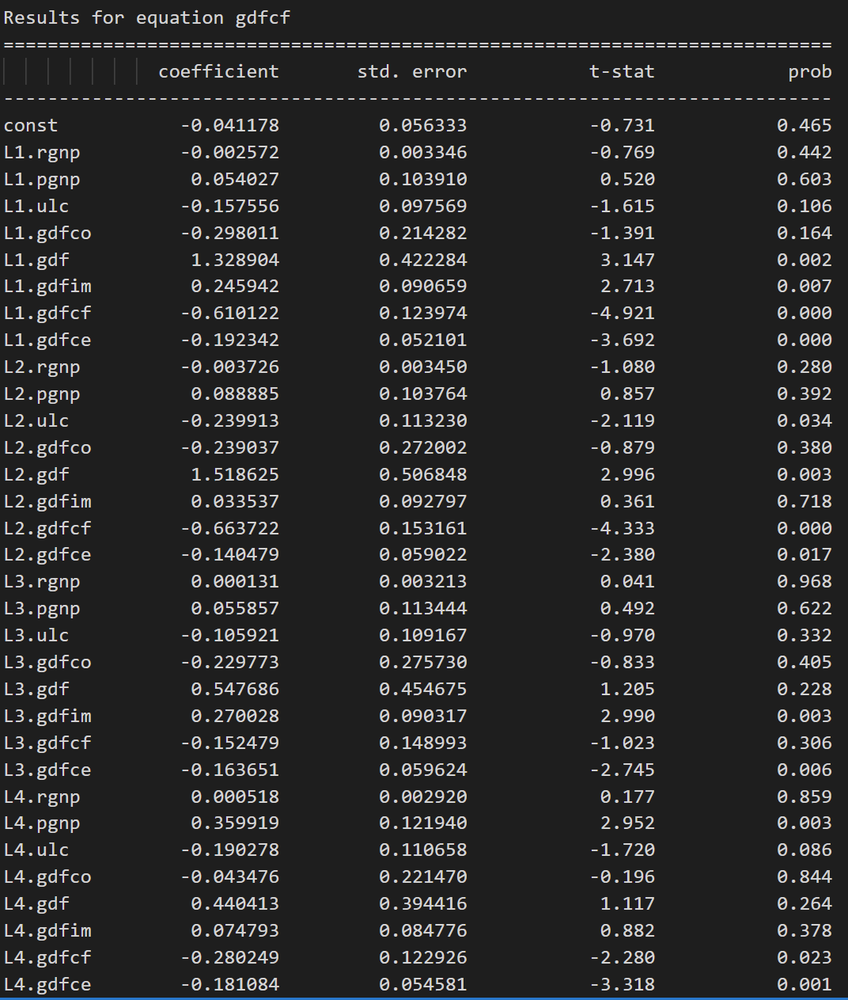 Results for equation gdfcf
============================================================================
coefficient std. error t-stat prob
----------------------------------------------------------------------------
const -0.041178 0.056333 -0.731 0.465
L1.rgnp -0.002572 0.003346 -0.769 0.442
L1.pgnp 0.054027 0.103910 0.520 0.603
L1.ulc -0.157556 0.097569 -1.615 0.106
L1.gdfco -0.298011 0.214282 -1.391 0.164
L1.gdf 1.328904 0.422284 3.147 0.002
L1.gdfim 0.245942 0.090659 2.713 0.007
L1.gdfcf -0.610122 0.123974 -4.921 0.000
L1.gdfce -0.192342 0.052101 -3.692 0.000
L2.rgnp -0.003726 0.003450 -1.080 0.280
L2.pgnp 0.088885 0.103764 0.857 0.392
L2.ulc -0.239913 0.113230 -2.119 0.034
L2.gdfco -0.239037 0.272002 -0.879 0.380
L2.gdf 1.518625 0.506848 2.996 0.003
L2.gdfim 0.033537 0.092797 0.361 0.718
L2.gdfcf -0.663722 0.153161 -4.333 0.000
L2.gdfce -0.140479 0.059022 -2.380 0.017
L3.rgnp 0.000131 0.003213 0.041 0.968
L3.pgnp 0.055857 0.113444 0.492 0.622
L3.ulc -0.105921 0.109167 -0.970 0.332
L3.gdfco -0.229773 0.275730 -0.833 0.405
L3.gdf 0.547686 0.454675 1.205 0.228
L3.gdfim 0.270028 0.090317 2.990 0.003
L3.gdfcf -0.152479 0.148993 -1.023 0.306
L3.gdfce -0.163651 0.059624 -2.745 0.006
L4.rgnp 0.000518 0.002920 0.177 0.859
L4.pgnp 0.359919 0.121940 2.952 0.003
L4.ulc -0.190278 0.110658 -1.720 0.086
L4.gdfco -0.043476 0.221470 -0.196 0.844
L4.gdf 0.440413 0.394416 1.117 0.264
L4.gdfim 0.074793 0.084776 0.882 0.378
L4.gdfcf -0.280249 0.122926 -2.280 0.023
L4.gdfce -0.181084 0.054581 -3.318 0.001